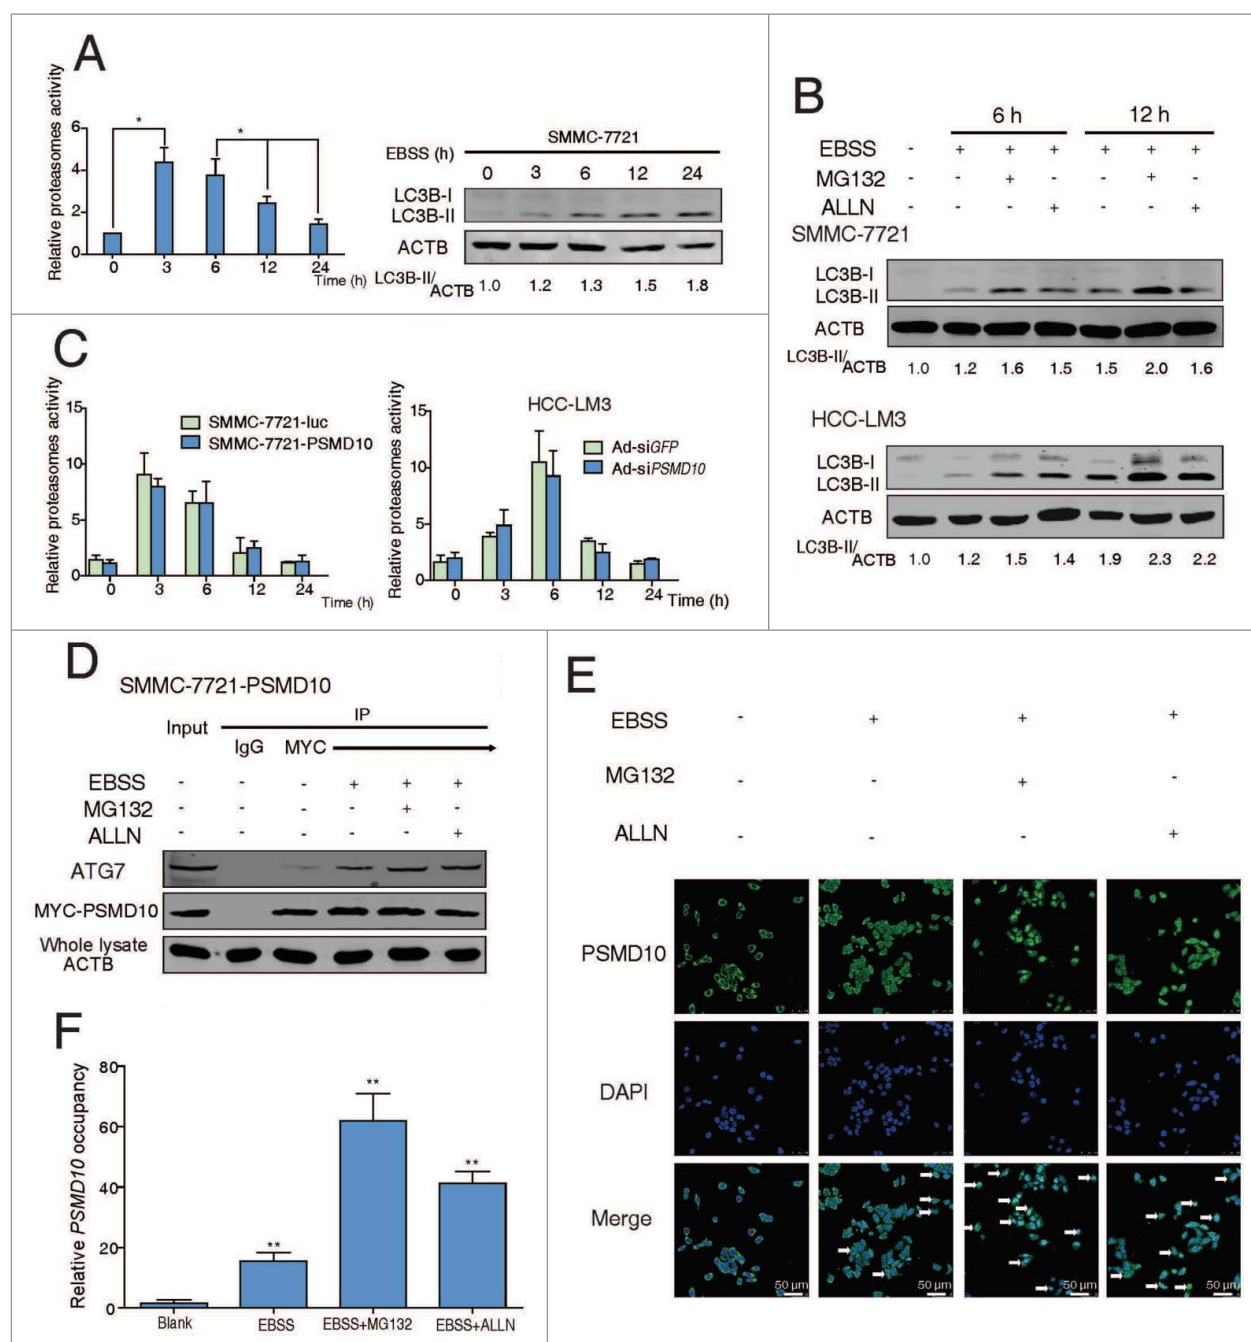 A
Relative proteasomes activity
6
4
2
0
0 3 6 12 24 Time (h)
*
*
SMMC-7721
EBSS (h) 0 3 6 12 24
LC3B-I
LC3B-II
ACTB
LC3B-II/ACTB 1.0 1.2 1.3 1.5 1.8
B
6 h 12 h
EBSS - + + + + + +
MG132 - - + - - + -
ALLN - - - + - - +
SMMC-7721
LC3B-I
LC3B-II
ACTB
LC3B-II/ACTB 1.0 1.2 1.6 1.5 1.5 2.0 1.6
HCC-LM3
LC3B-I
LC3B-II
ACTB
LC3B-II/ACTB 1.0 1.2 1.5 1.4 1.9 2.3 2.2
C
Relative proteasomes activity
15
10
5
0
SMMC-7721-luc
SMMC-7721-PSMD10
0 3 6 12 24 Time (h)
HCC-LM3
Relative proteasomes activity
15
10
5
0
Ad-siGFP
Ad-siPSMD10
0 3 6 12 24 Time (h)
D
SMMC-7721-PSMD10
IP
Input IgG MYC
EBSS - - - + + +
MG132 - - - - + -
ALLN - - - - - +
ATG7
MYC-PSMD10
Whole lysate
ACTB
E
EBSS - + + +
MG132 - - + -
ALLN - - - +
PSMD10
DAPI
Merge
50 μm 50 μm 50 μm 50 μm
F
Relative PSMD10 occupancy
80
60
40
20
0
**
**
**
Blank EBSS EBSS+MG132 EBSS+ALLN